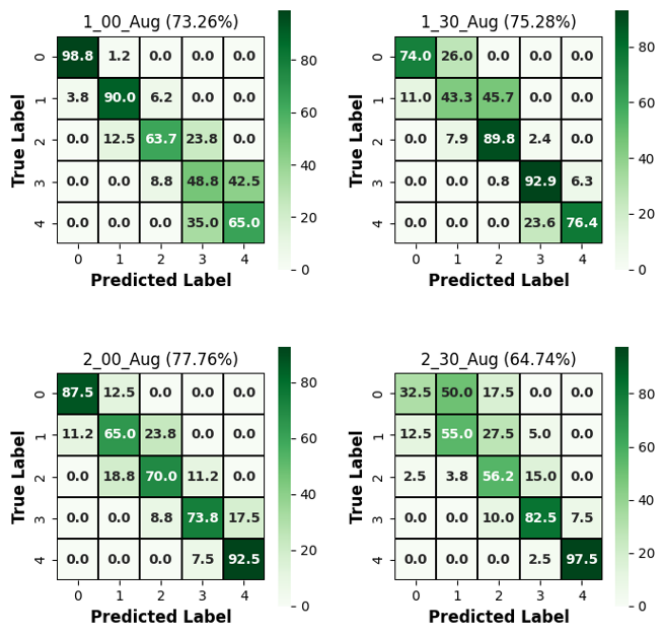 1_00_Aug (73.26%)
True Label
0 98.8 1.2 0.0 0.0 0.0
1 3.8 90.0 6.2 0.0 0.0
2 0.0 12.5 63.7 23.8 0.0
3 0.0 0.0 8.8 48.8 42.5
4 0.0 0.0 0.0 35.0 65.0
0 1 2 3 4
Predicted Label
80
60
40
20
0
1_30_Aug (75.28%)
True Label
0 74.0 26.0 0.0 0.0 0.0
1 11.0 43.3 45.7 0.0 0.0
2 0.0 7.9 89.8 2.4 0.0
3 0.0 0.0 0.8 92.9 6.3
4 0.0 0.0 0.0 23.6 76.4
0 1 2 3 4
Predicted Label
80
60
40
20
0
2_00_Aug (77.76%)
True Label
0 87.5 12.5 0.0 0.0 0.0
1 11.2 65.0 23.8 0.0 0.0
2 0.0 18.8 70.0 11.2 0.0
3 0.0 0.0 8.8 73.8 17.5
4 0.0 0.0 0.0 7.5 92.5
0 1 2 3 4
Predicted Label
80
60
40
20
0
2_30_Aug (64.74%)
True Label
0 32.5 50.0 17.5 0.0 0.0
1 12.5 55.0 27.5 5.0 0.0
2 2.5 3.8 56.2 15.0 0.0
3 0.0 0.0 10.0 82.5 7.5
4 0.0 0.0 0.0 2.5 97.5
0 1 2 3 4
Predicted Label
80
60
40
20
0